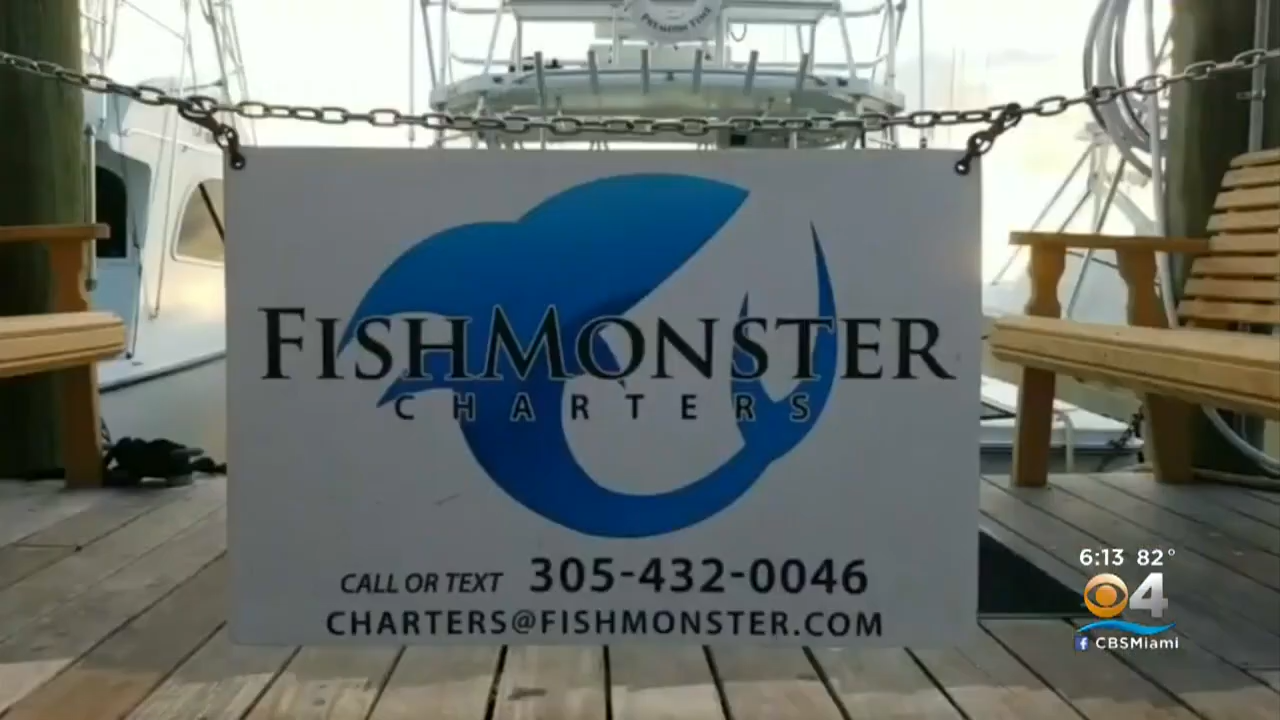 FISHMONSTER
CHARTERS
CALL OR TEXT 305-432-0046
CHARTERS@FISHMONSTER.COM
6:13 82°
4
CBSMiami